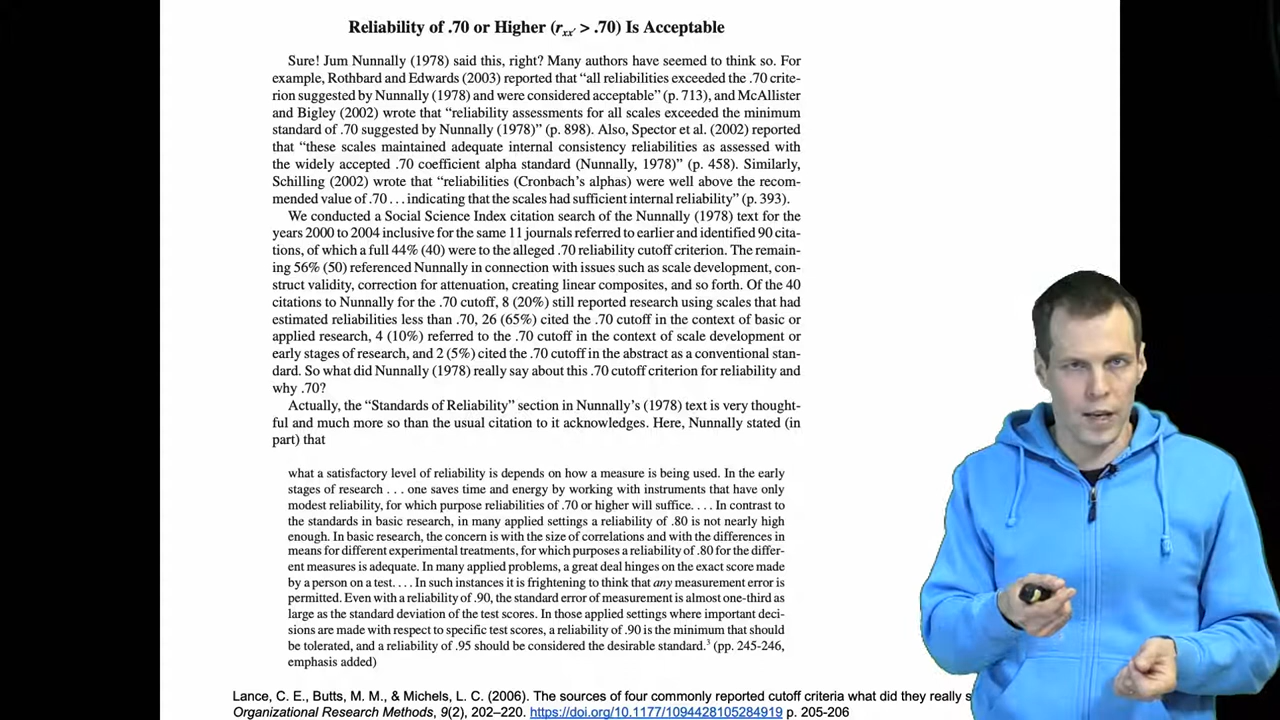 Reliability of .70 or Higher (rxx′ > .70) Is Acceptable
Sure! Jum Nunnally (1978) said this, right? Many authors have seemed to think so. For
example, Rothbard and Edwards (2003) reported that “all reliabilities exceeded the .70 crite-
rion suggested by Nunnally (1978) and were considered acceptable” (p. 713), and McAllister
and Bigley (2002) wrote that “reliability assessments for all scales exceeded the minimum
standard of .70 suggested by Nunnally (1978)” (p. 898). Also, Spector et al. (2002) reported
that “these scales maintained adequate internal consistency reliabilities as assessed with
the widely accepted .70 coefficient alpha standard (Nunnally, 1978)” (p. 458). Similarly,
Schilling (2002) wrote that “reliabilities (Cronbach’s alphas) were well above the recom-
mended value of .70 . . . indicating that the scales had sufficient internal reliability” (p. 393).
We conducted a Social Science Index citation search of the Nunnally (1978) text for the
years 2000 to 2004 inclusive for the same 11 journals referred to earlier and identified 90 cita-
tions, of which a full 44% (40) were to the alleged .70 reliability cutoff criterion. The remain-
ing 56% (50) referenced Nunnally in connection with issues such as scale development, con-
struct validity, correction for attenuation, creating linear composites, and so forth. Of the 40
citations to Nunnally for the .70 cutoff, 8 (20%) still reported research using scales that had
estimated reliabilities less than .70, 26 (65%) cited the .70 cutoff in the context of basic or
applied research, 4 (10%) referred to the .70 cutoff in the context of scale development or
early stages of research, and 2 (5%) cited the .70 cutoff in the abstract as a conventional stan-
dard. So what did Nunnally (1978) really say about this .70 cutoff criterion for reliability and
why .70?
Actually, the “Standards of Reliability” section in Nunnally’s (1978) text is very thought-
ful and much more so than the usual citation to it acknowledges. Here, Nunnally stated (in
part) that
what a satisfactory level of reliability is depends on how a measure is being used. In the early
stages of research . . . one saves time and energy by working with instruments that have only
modest reliability, for which purpose reliabilities of .70 or higher will suffice. . . . In contrast to
the standards in basic research, in many applied settings a reliability of .80 is not nearly high
enough. In basic research, the concern is with the size of correlations and with the differences in
means for different experimental treatments, for which purposes a reliability of .80 for the differ-
ent measures is adequate. In many applied problems, a great deal hinges on the exact score made
by a person on a test. . . . In such instances it is frightening to think that any measurement error is
permitted. Even with a reliability of .90, the standard error of measurement is almost one-third as
large as the standard deviation of the test scores. In those applied settings where important deci-
sions are made with respect to specific test scores, a reliability of .90 is the minimum that should
be tolerated, and a reliability of .95 should be considered the desirable standard.3 (pp. 245-246,
emphasis added)
Lance, C. E., Butts, M. M., & Michels, L. C. (2006). The sources of four commonly reported cutoff criteria what did they really s
Organizational Research Methods, 9(2), 202–220. https://doi.org/10.1177/1094428105284919 p. 205-206